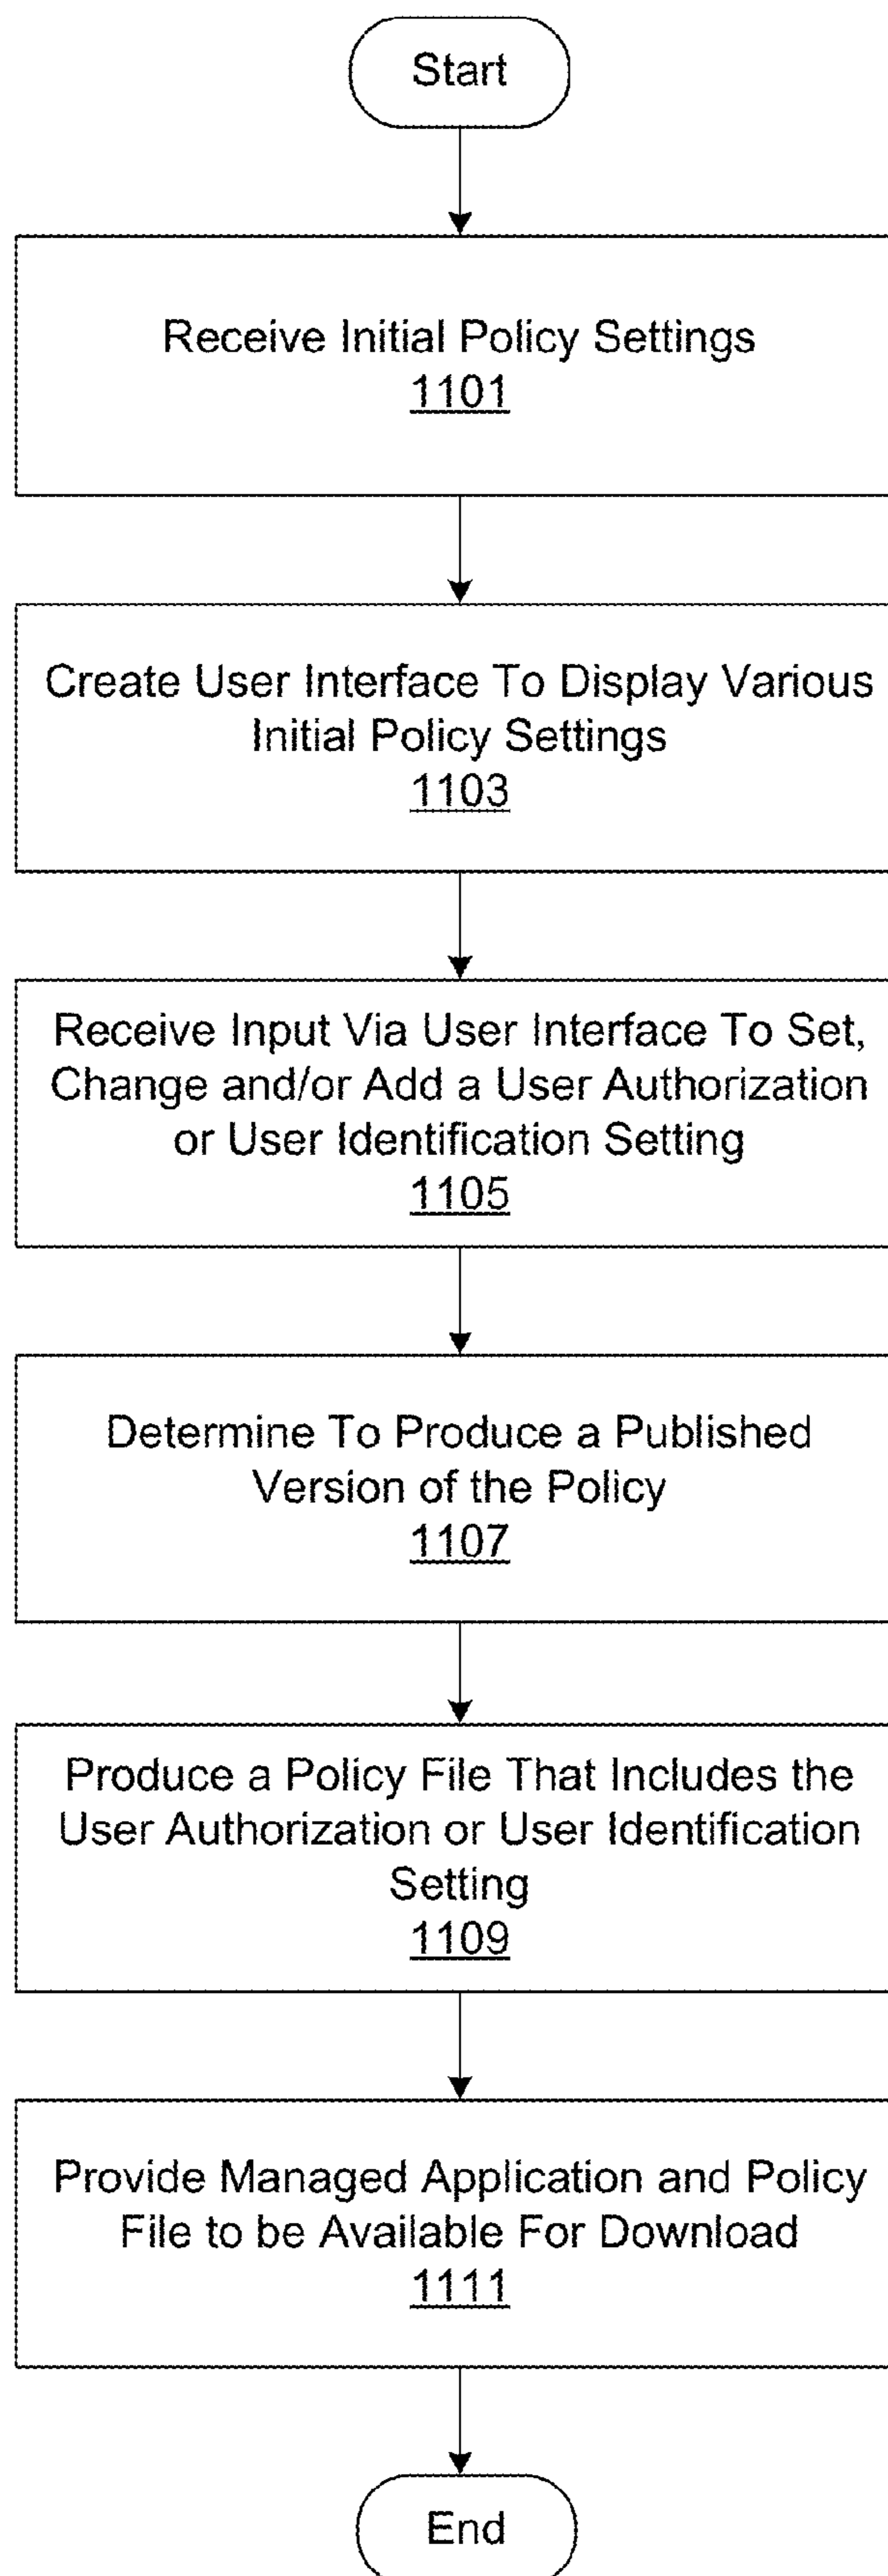 Start
Receive Initial Policy Settings
1101
Create User Interface To Display Various
Initial Policy Settings
1103
Receive Input Via User Interface To Set,
Change and/or Add a User Authorization
or User Identification Setting
1105
Determine To Produce a Published
Version of the Policy
1107
Produce a Policy File That Includes the
User Authorization or User Identification
Setting
1109
Provide Managed Application and Policy
File to be Available For Download
1111
End